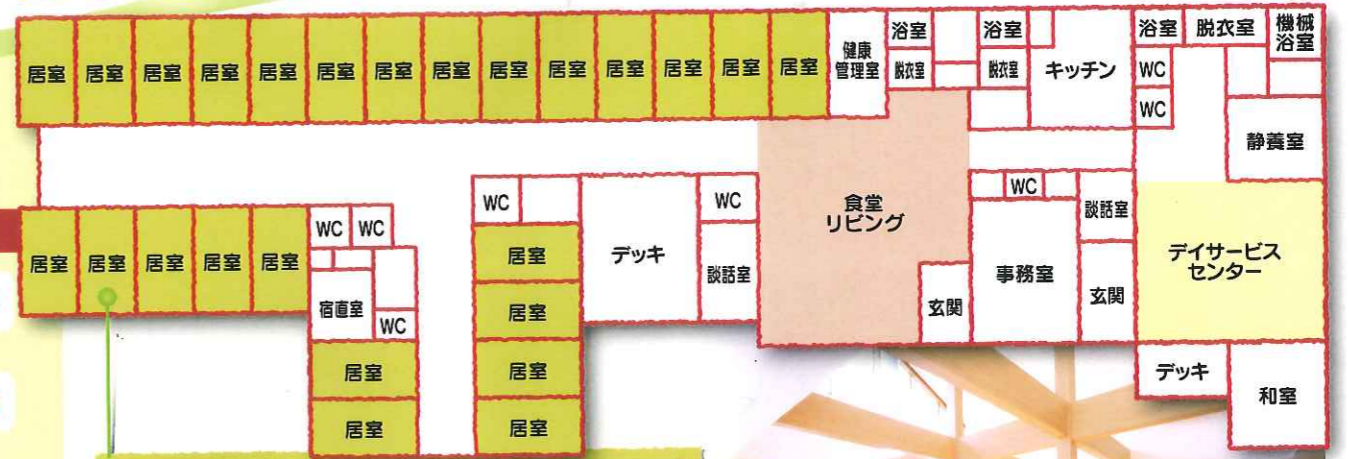 居室
居室
居室
居室
居室
居室
居室
居室
居室
居室
居室
居室
居室
居室
健康
管理室
浴室
脱衣室
浴室
脱衣室
キッチン
浴室
脱衣室
機械
浴室
WC
WC
静養室
食堂
リビング
WC
談話室
事務室
玄関
玄関
デイサービス
センター
デッキ
和室
居室
居室
居室
居室
居室
WC
WC
宿直室
WC
居室
居室
WC
居室
居室
居室
居室
デッキ
WC
談話室